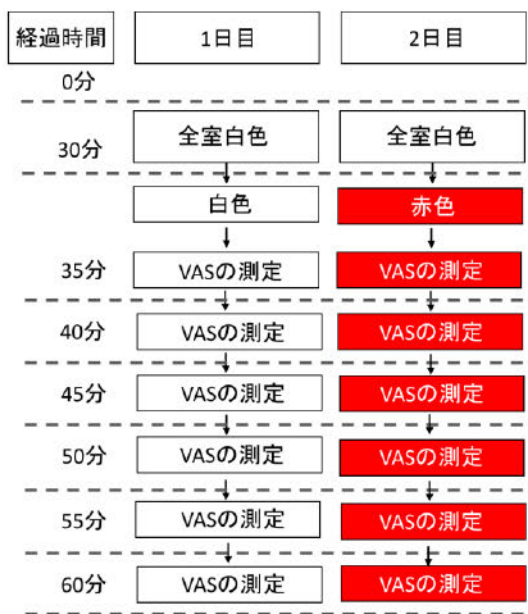 経過時間 1日目 2日目
0分
30分 全室白色 全室白色
白色 赤色
35分 VASの測定 VASの測定
40分 VASの測定 VASの測定
45分 VASの測定 VASの測定
50分 VASの測定 VASの測定
55分 VASの測定 VASの測定
60分 VASの測定 VASの測定